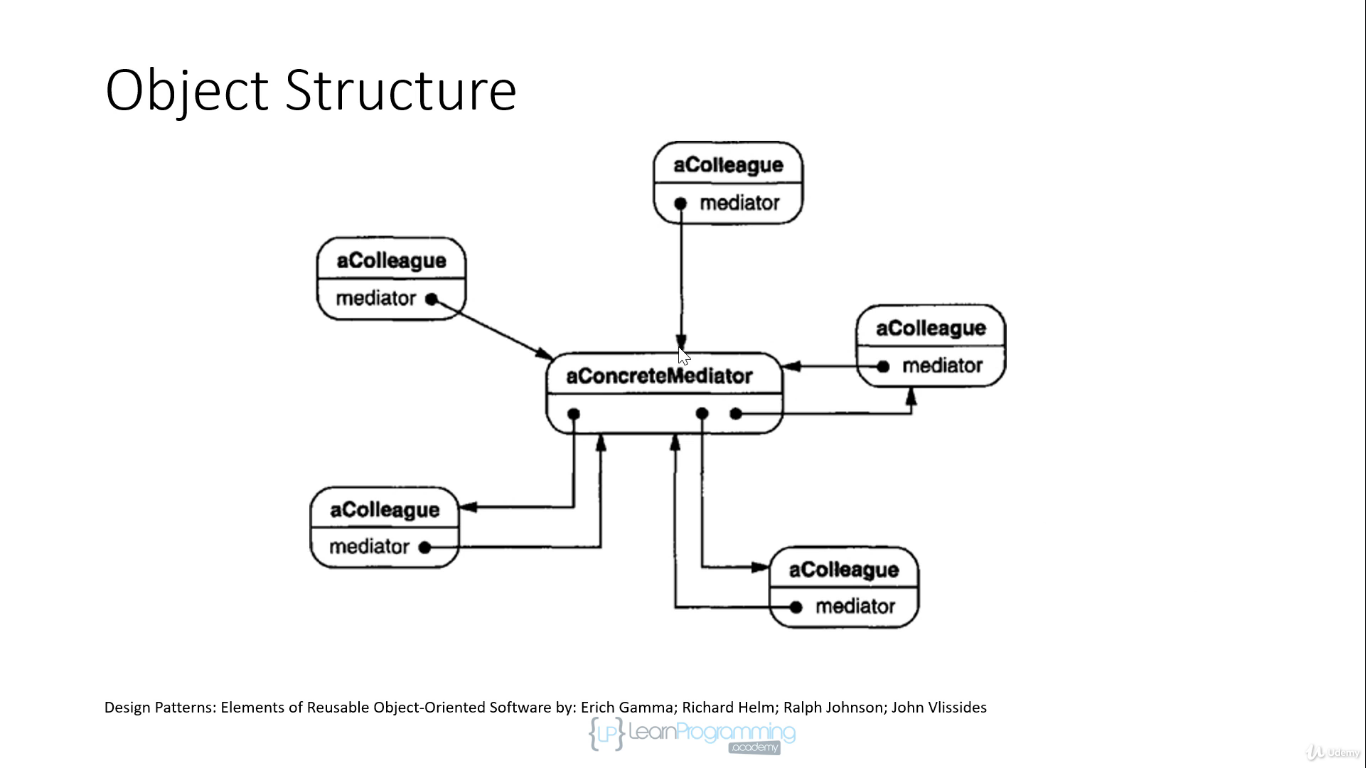 Object Structure
aColleague
mediator
aColleague
mediator
aColleague
mediator
aConcreteMediator
aColleague
mediator
aColleague
mediator
Design Patterns: Elements of Reusable Object-Oriented Software by: Erich Gamma; Richard Helm; Ralph Johnson; John Vlissides
{LP} LearnProgramming
.academy
Udemy